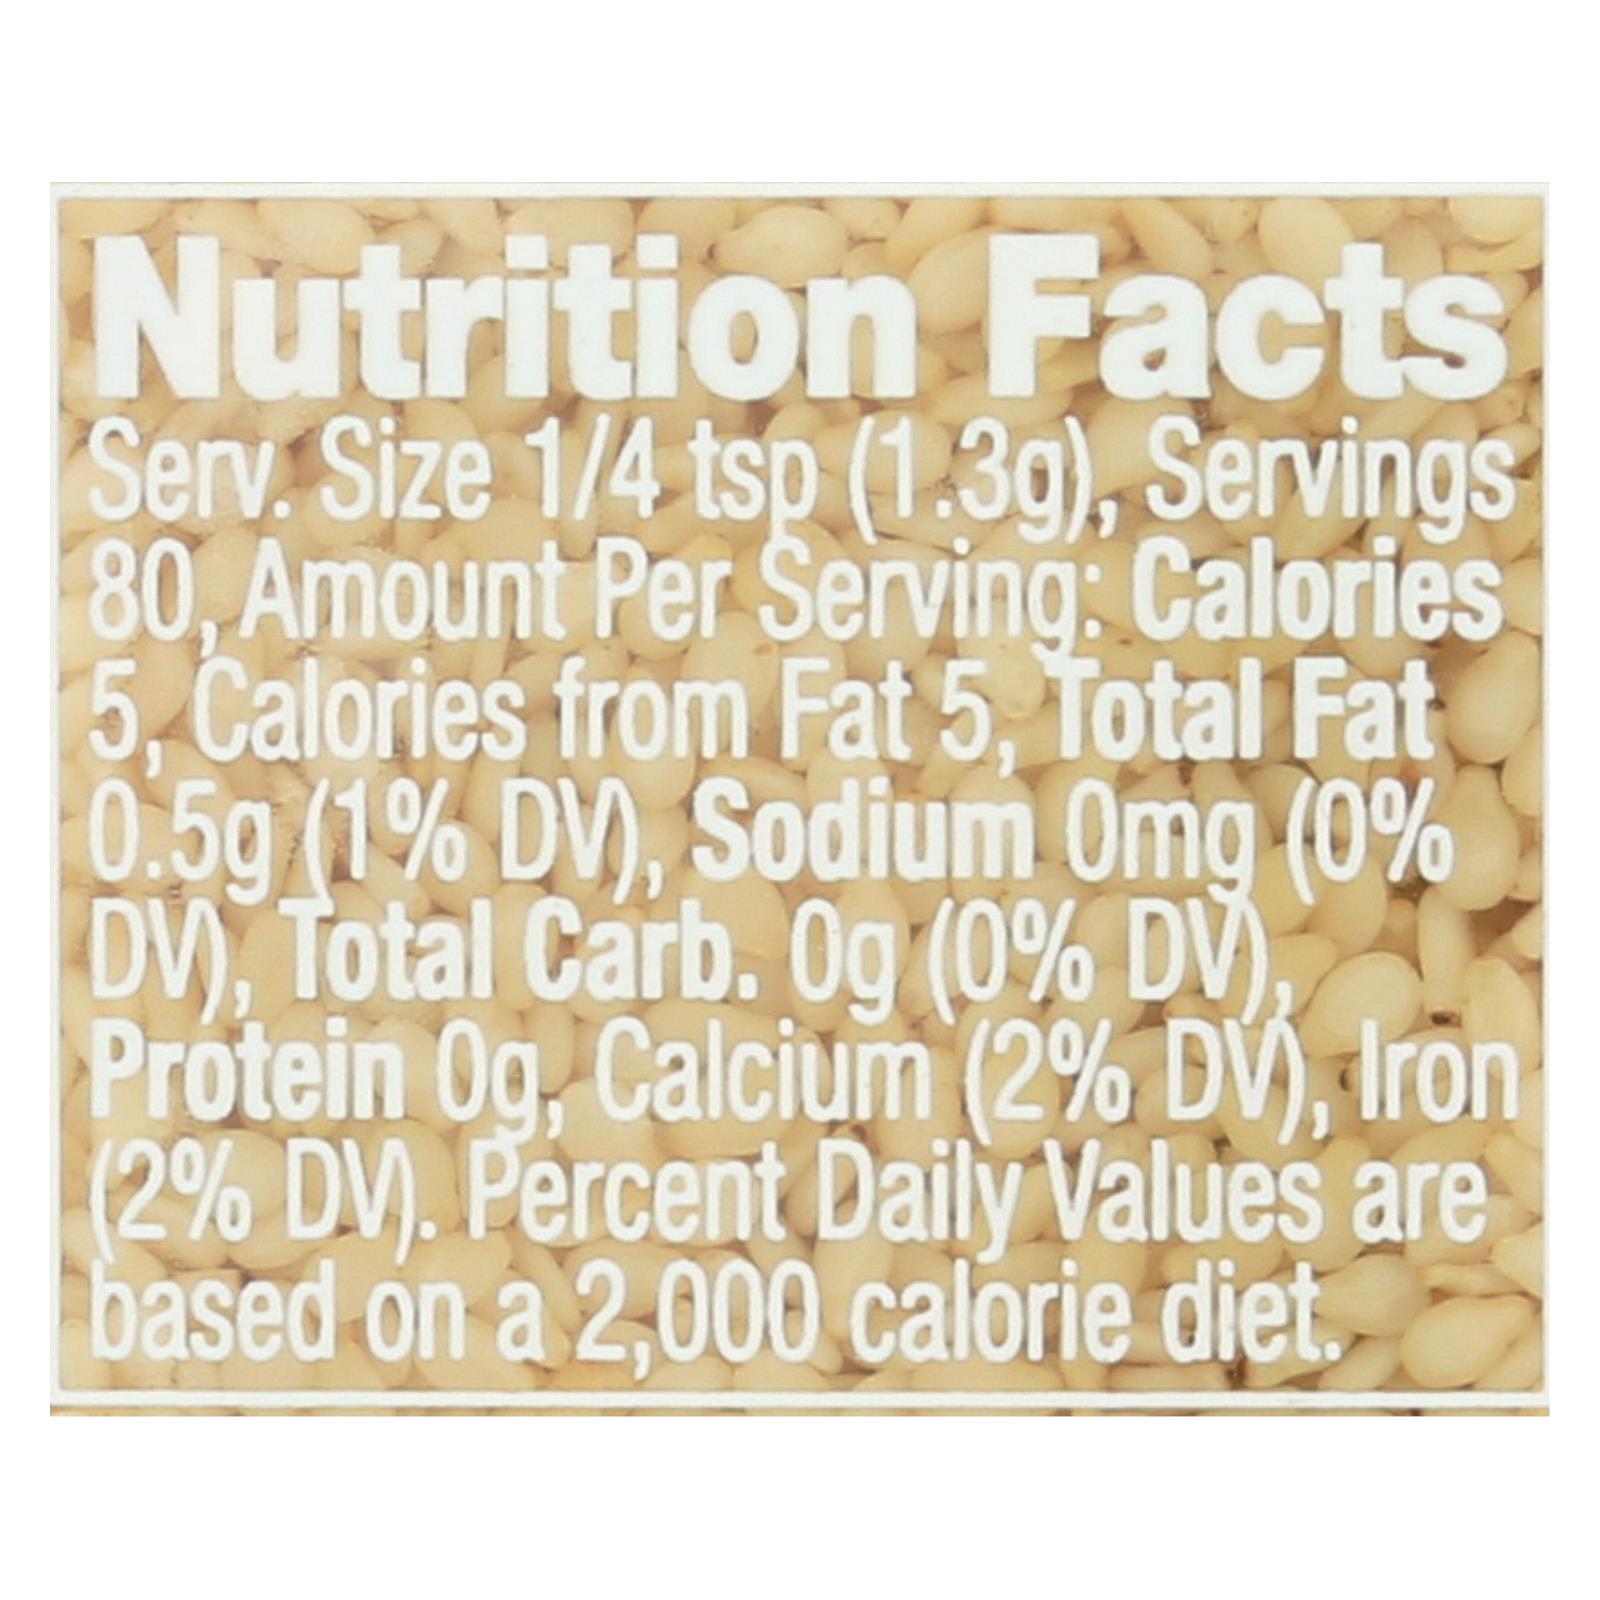 Nutrition Facts
Serv. Size 1/4 tsp (1.3g), Servings
80, Amount Per Serving: Calories
5, Calories from Fat 5, Total Fat
0.5g (1% DV), Sodium 0mg (0%
DV), Total Carb. 0g (0% DV),
Protein 0g, Calcium (2% DV), Iron
(2% DV). Percent Daily Values are
based on a 2,000 calorie diet.